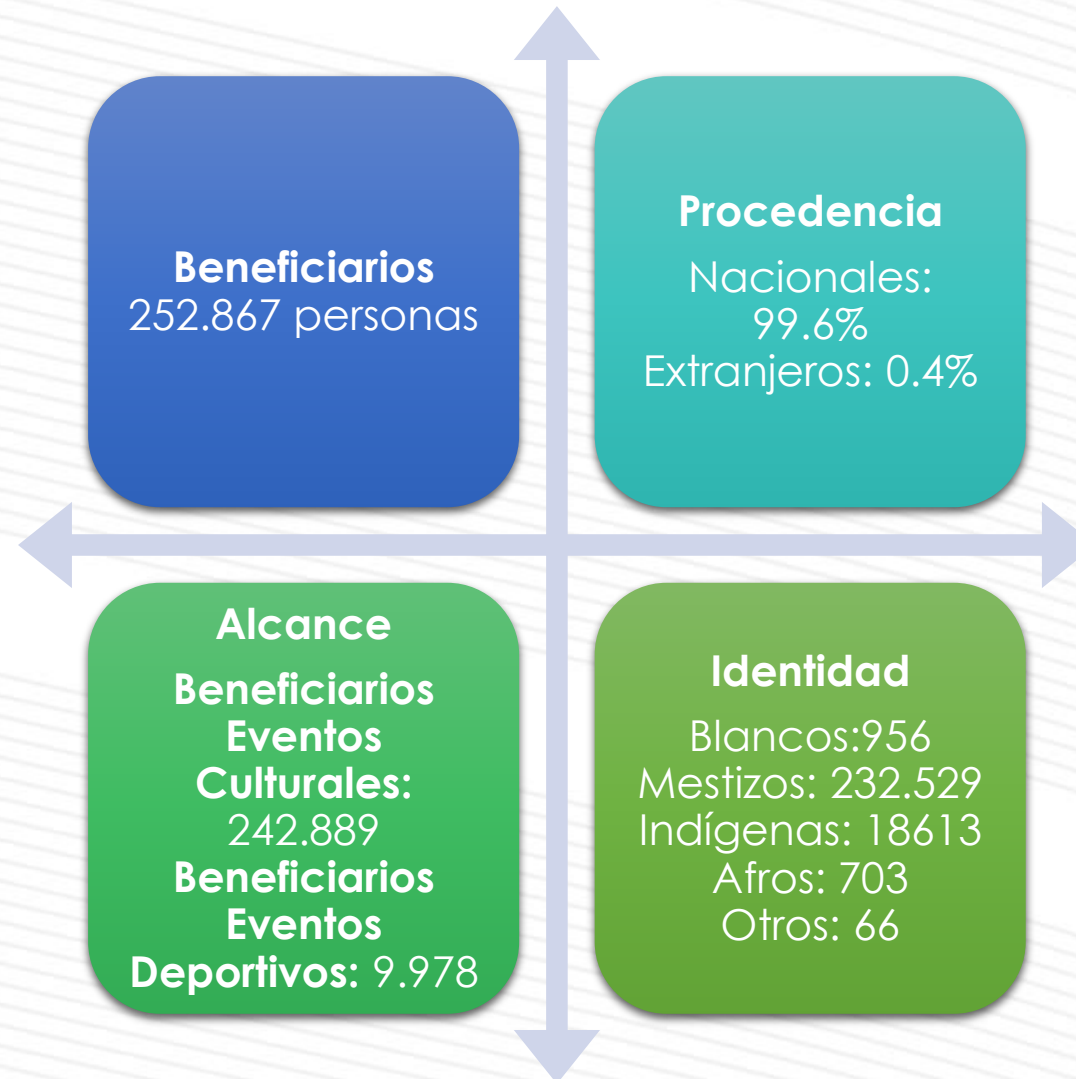 Beneficiarios
252.867 personas
Procedencia
Nacionales:
99.6%
Extranjeros: 0.4%
Alcance
Beneficiarios
Eventos
Culturales:
242.889
Beneficiarios
Eventos
Deportivos: 9.978
Identidad
Blancos:956
Mestizos: 232.529
Indígenas: 18613
Afros: 703
Otros: 66